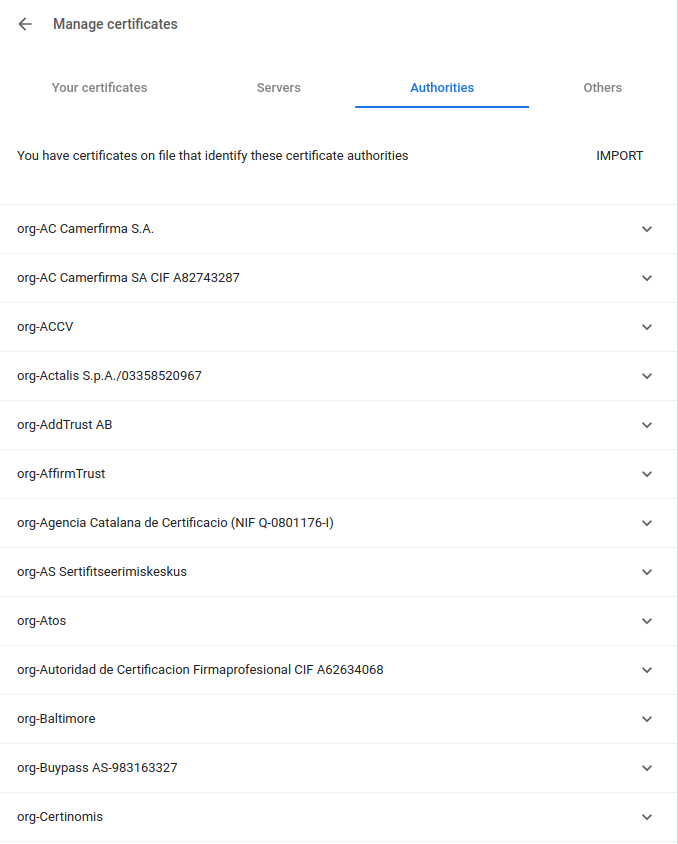 Manage certificates
Your certificates
Servers
Authorities
Others
You have certificates on file that identify these certificate authorities
IMPORT
org-AC Camerfirma S.A.
org-AC Camerfirma SA CIF A82743287
org-ACCV
org-Actalis S.p.A./03358520967
org-AddTrust AB
org-AffirmTrust
org-Agencia Catalana de Certificacio (NIF Q-0801176-I)
org-AS Sertifitseerimiskeskus
org-Atos
org-Autoridad de Certificacion Firmaprofesional CIF A62634068
org-Baltimore
org-Buypass AS-983163327
org-Certinomis